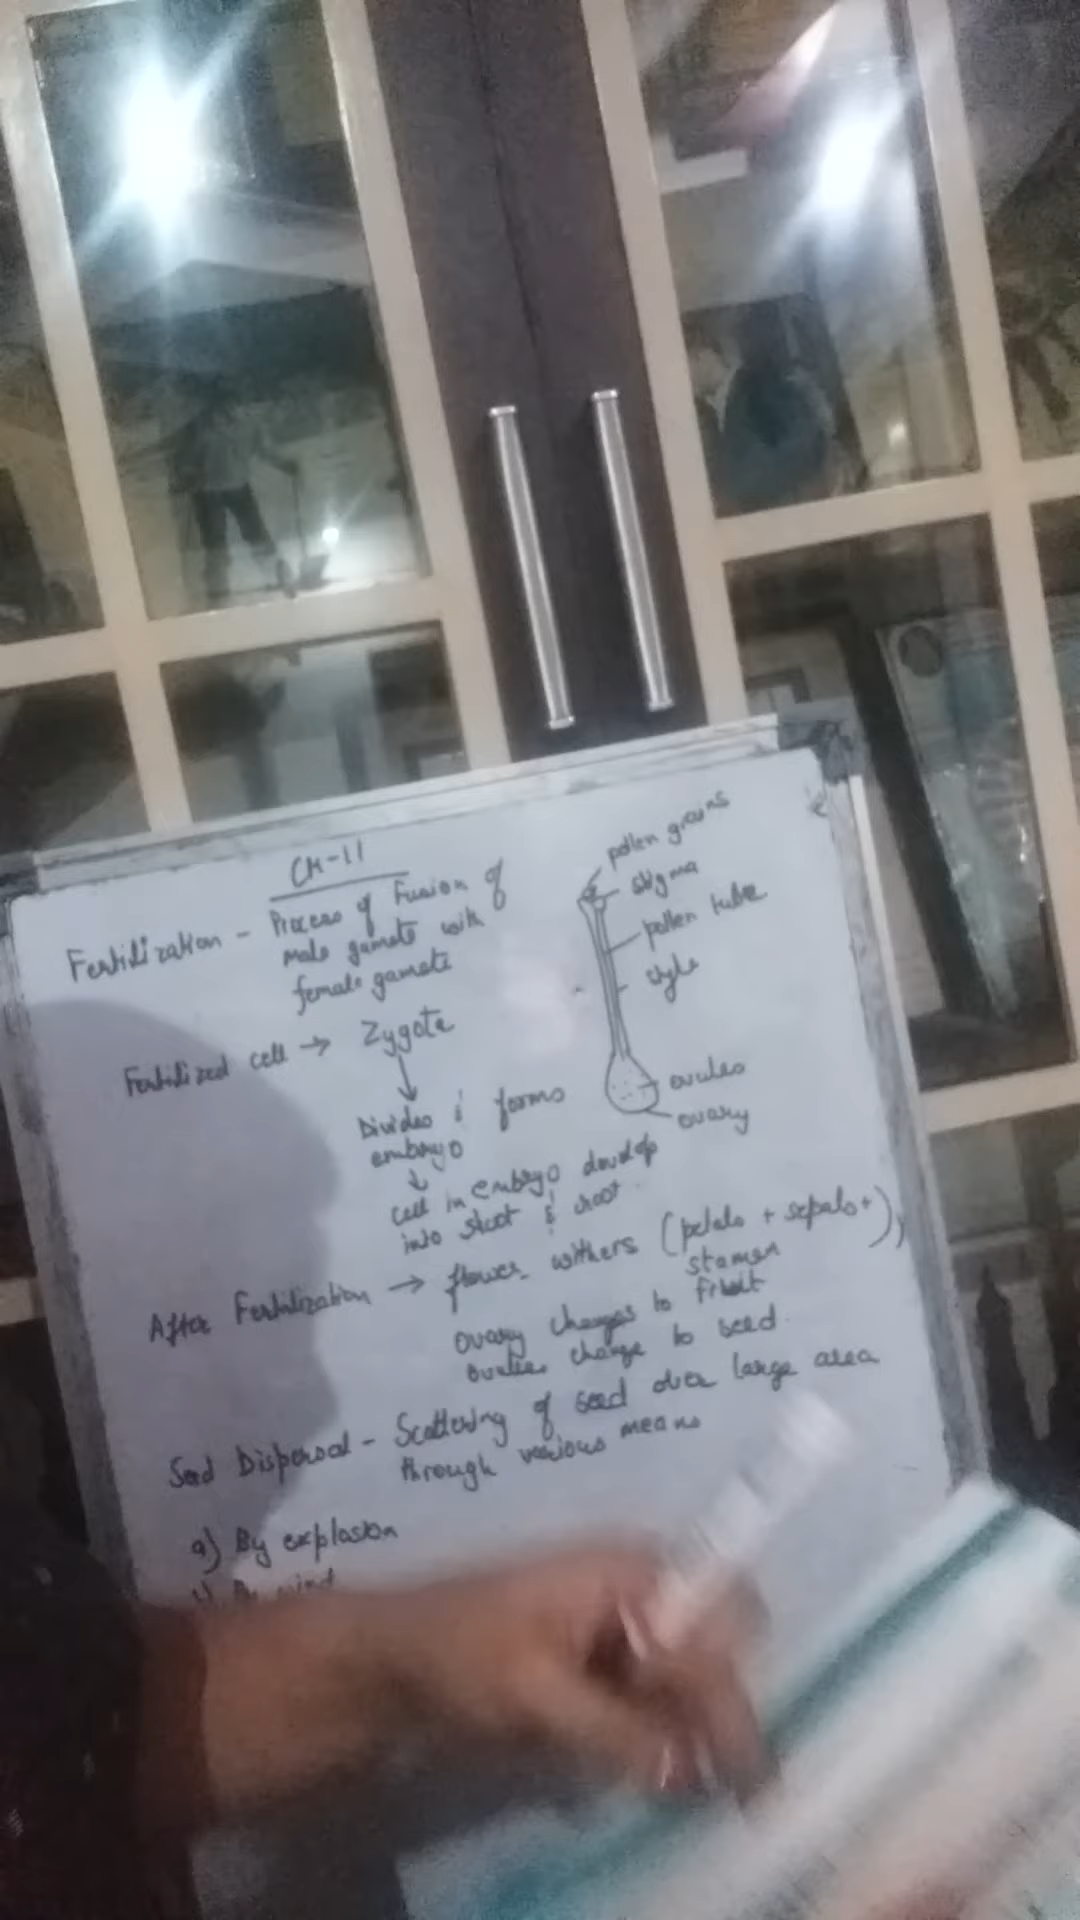 CH-11
Fertilization - Process of Fusion of
male gamete with
female gamete
Fertilized cell → Zygote
↓
Divides & forms
embryo
↓
cell in embryo develop
into shoot & root.
After Fertilization → flower withers (petals + sepals +
stamen),
ovary changes to fruit
ovules change to seed.
Seed Dispersal - Scattering of seed over large area
through various means
a) By explosion
b) By wind
pollen grains
stigma
pollen tube
style
ovules
ovary